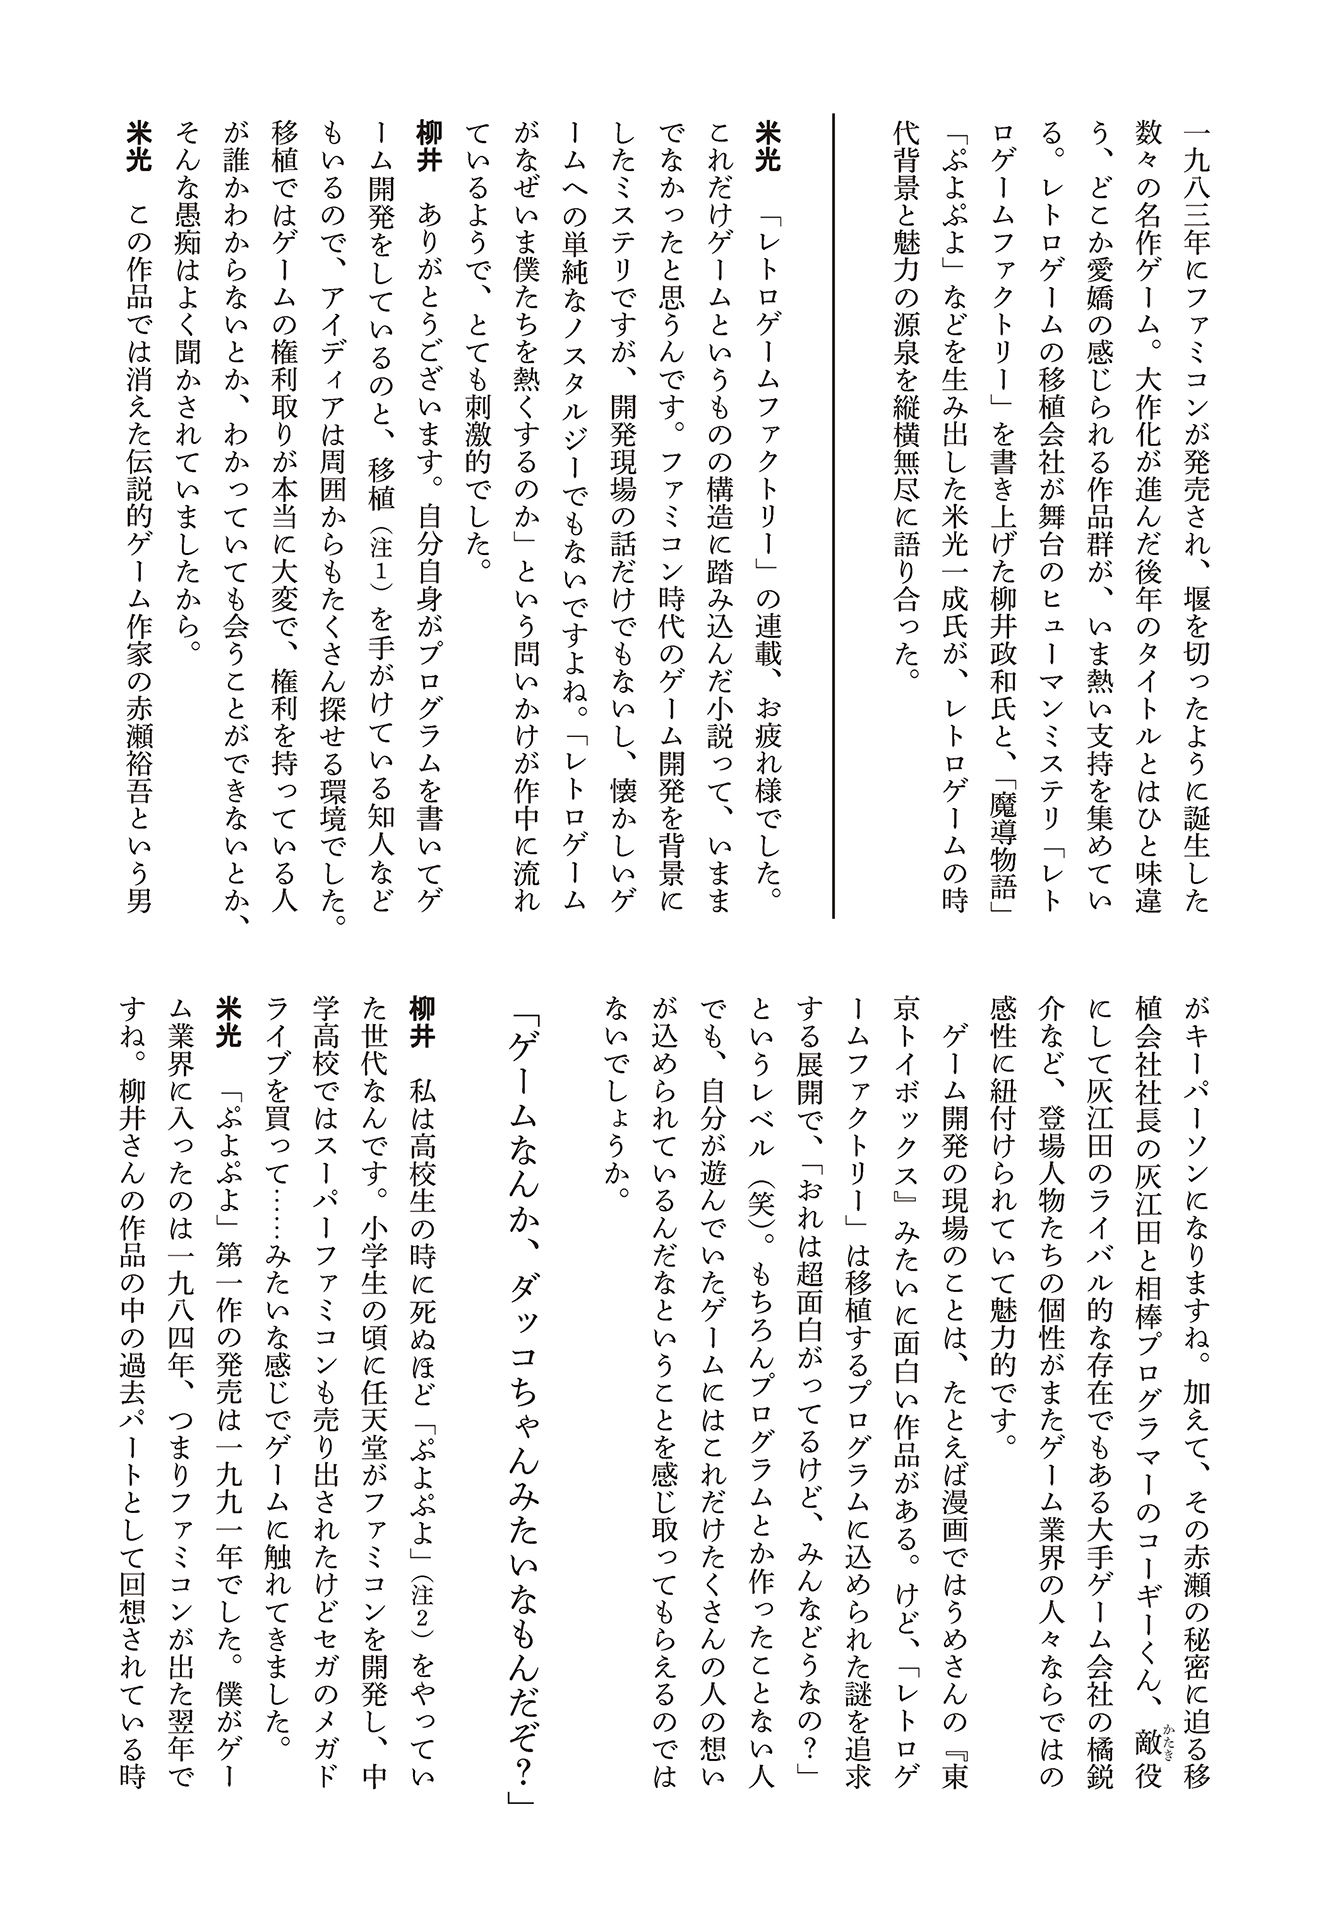 一九八三年にファミコンが発売され、堰を切ったように誕生した
数々の名作ゲーム。大作化が進んだ後年のタイトルとはひと味違
う、どこか愛嬌の感じられる作品群が、いま熱い支持を集めてい
る。レトロゲームの移植会社が舞台のヒューマンミステリ「レト
ロゲームファクトリー」を書き上げた柳井政和氏と、「魔導物語」
「ぷよぷよ」などを生み出した米光一成氏が、レトロゲームの時
代背景と魅力の源泉を縦横無尽に語り合った。
米光　「レトロゲームファクトリー」の連載、お疲れ様でした。
これだけゲームというものの構造に踏み込んだ小説って、いまま
でなかったと思うんです。ファミコン時代のゲーム開発を背景に
したミステリですが、開発現場の話だけでもないし、懐かしいゲ
ームへの単純なノスタルジーでもないですよね。「レトロゲーム
がなぜいま僕たちを熱くするのか」という問いかけが作中に流れ
ているようで、とても刺激的でした。
柳井　ありがとうございます。自分自身がプログラムを書いてゲ
ーム開発をしているのと、移植（注１）を手がけている知人など
もいるので、アイディアは周囲からもたくさん探せる環境でした。
移植ではゲームの権利取りが本当に大変で、権利を持っている人
が誰かわからないとか、わかっていても会うことができないとか、
そんな愚痴はよく聞かされていましたから。
米光　この作品では消えた伝説的ゲーム作家の赤瀬裕吾という男
がキーパーソンになりますね。加えて、その赤瀬の秘密に迫る移
植会社社長の灰江田と相棒プログラマーのコーギーくん、敵役
かたき
にして灰江田のライバル的な存在でもある大手ゲーム会社の橘鋭
介など、登場人物たちの個性がまたゲーム業界の人々ならではの
感性に紐付けられていて魅力的です。
　ゲーム開発の現場のことは、たとえば漫画ではうめさんの『東
京トイボックス』みたいに面白い作品がある。けど、「レトロゲ
ームファクトリー」は移植するプログラムに込められた謎を追求
する展開で、「おれは超面白がってるけど、みんなどうなの？」
というレベル（笑）。もちろんプログラムとか作ったことない人
でも、自分が遊んでいたゲームにはこれだけたくさんの人の想い
が込められているんだなということを感じ取ってもらえるのでは
ないでしょうか。
「ゲームなんか、ダッコちゃんみたいなもんだぞ？」
柳井　私は高校生の時に死ぬほど「ぷよぷよ」（注２）をやってい
た世代なんです。小学生の頃に任天堂がファミコンを開発し、中
学高校ではスーパーファミコンも売り出されたけどセガのメガド
ライブを買って……みたいな感じでゲームに触れてきました。
米光　「ぷよぷよ」第一作の発売は一九九一年でした。僕がゲー
ム業界に入ったのは一九八四年、つまりファミコンが出た翌年で
すね。柳井さんの作品の中の過去パートとして回想されている時